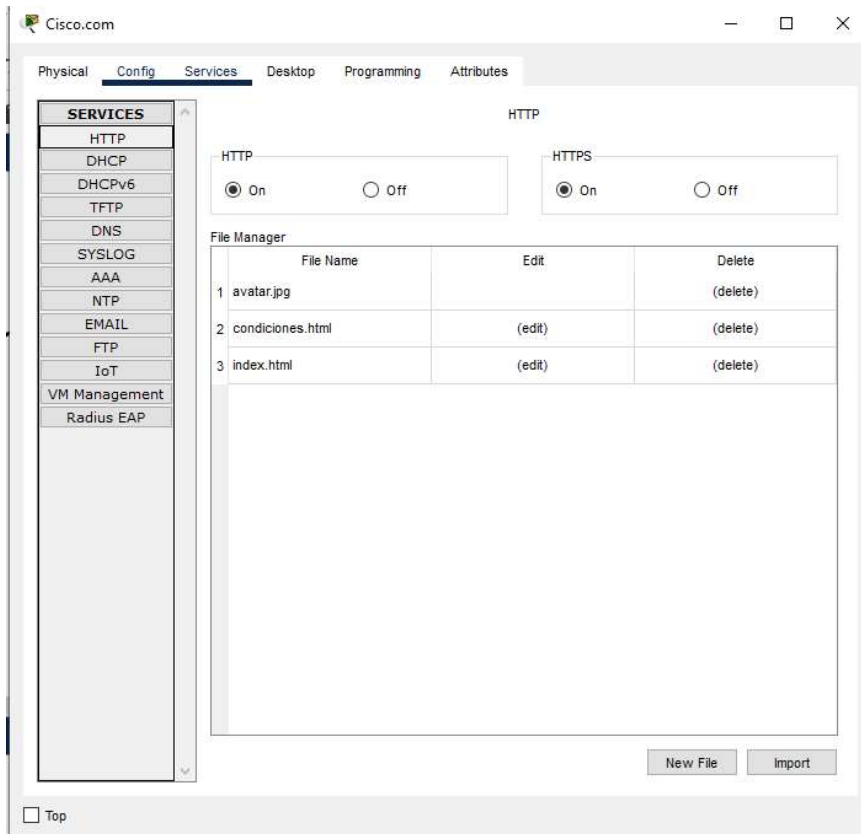 Cisco.com
Physical Config Services Desktop Programming Attributes
SERVICES
HTTP
DHCP
DHCPv6
TFTP
DNS
SYSLOG
AAA
NTP
EMAIL
FTP
IoT
VM Management
Radius EAP
HTTP
HTTP
On Off
HTTPS
On Off
File Manager
File Name Edit Delete
1 avatar.jpg (delete)
2 condiciones.html (edit) (delete)
3 index.html (edit) (delete)
New File Import
Top